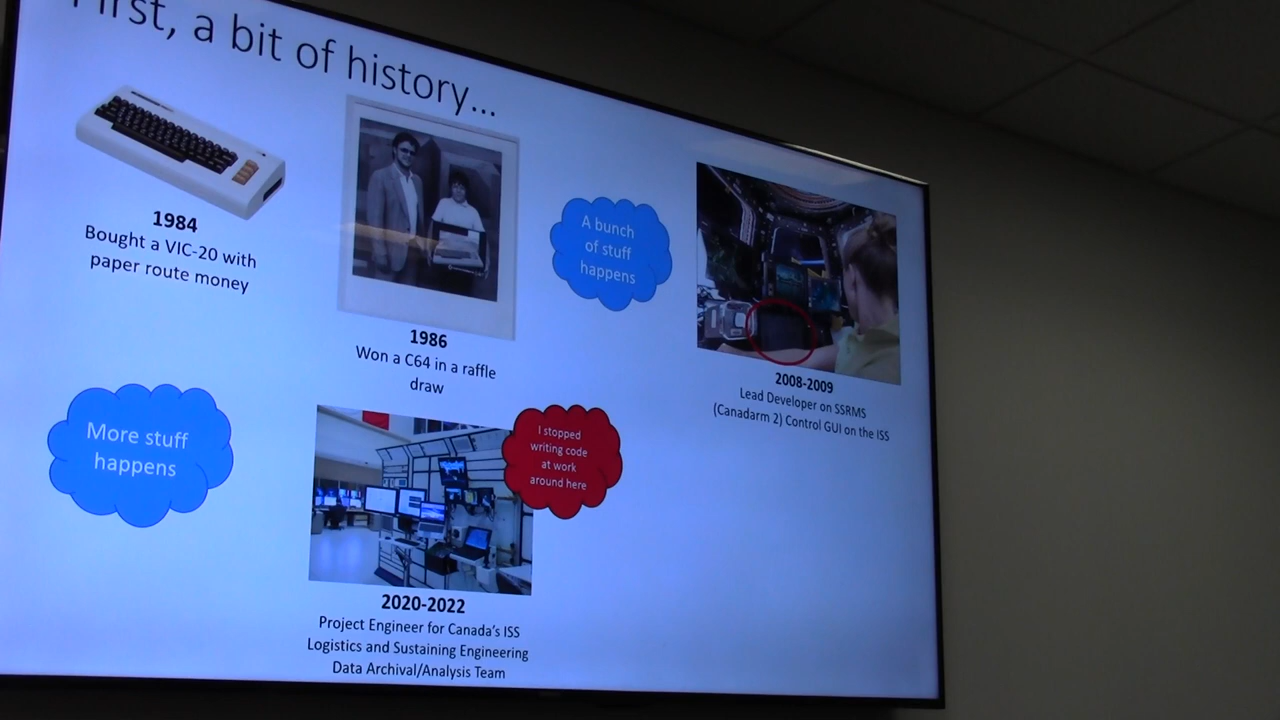 First, a bit of history...
1984
Bought a VIC-20 with
paper route money
1986
Won a C64 in a raffle
draw
A bunch
of stuff
happens
2008-2009
Lead Developer on SSRMS
(Canadarm 2) Control GUI on the ISS
More stuff
happens
I stopped
writing code
at work
around here
2020-2022
Project Engineer for Canada's ISS
Logistics and Sustaining Engineering
Data Archival/Analysis Team